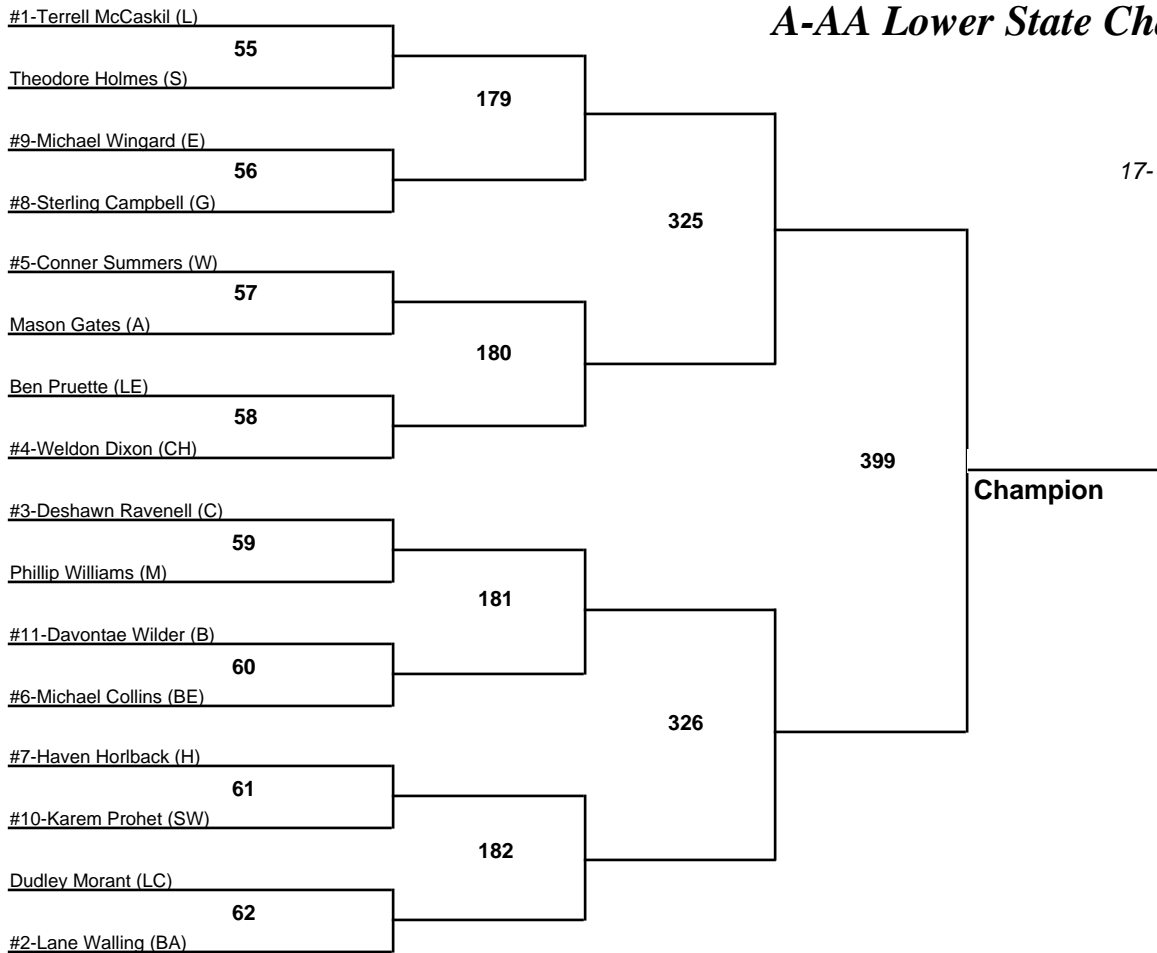 #1-Terrell McCaskil (L)
A-AA Lower State Cha
55
Theodore Holmes (S)
179
#9-Michael Wingard (E)
56
17-
#8-Sterling Campbell (G)
325
#5-Conner Summers (W)
57
Mason Gates (A)
180
Ben Pruette (LE)
58
#4-Weldon Dixon (CH)
399
Champion
#3-Deshawn Ravenell (C)
59
Phillip Williams (M)
181
#11-Davontae Wilder (B)
60
#6-Michael Collins (BE)
326
#7-Haven Horlback (H)
61
#10-Karem Prohet (SW)
182
Dudley Morant (LC)
62
#2-Lane Walling (BA)